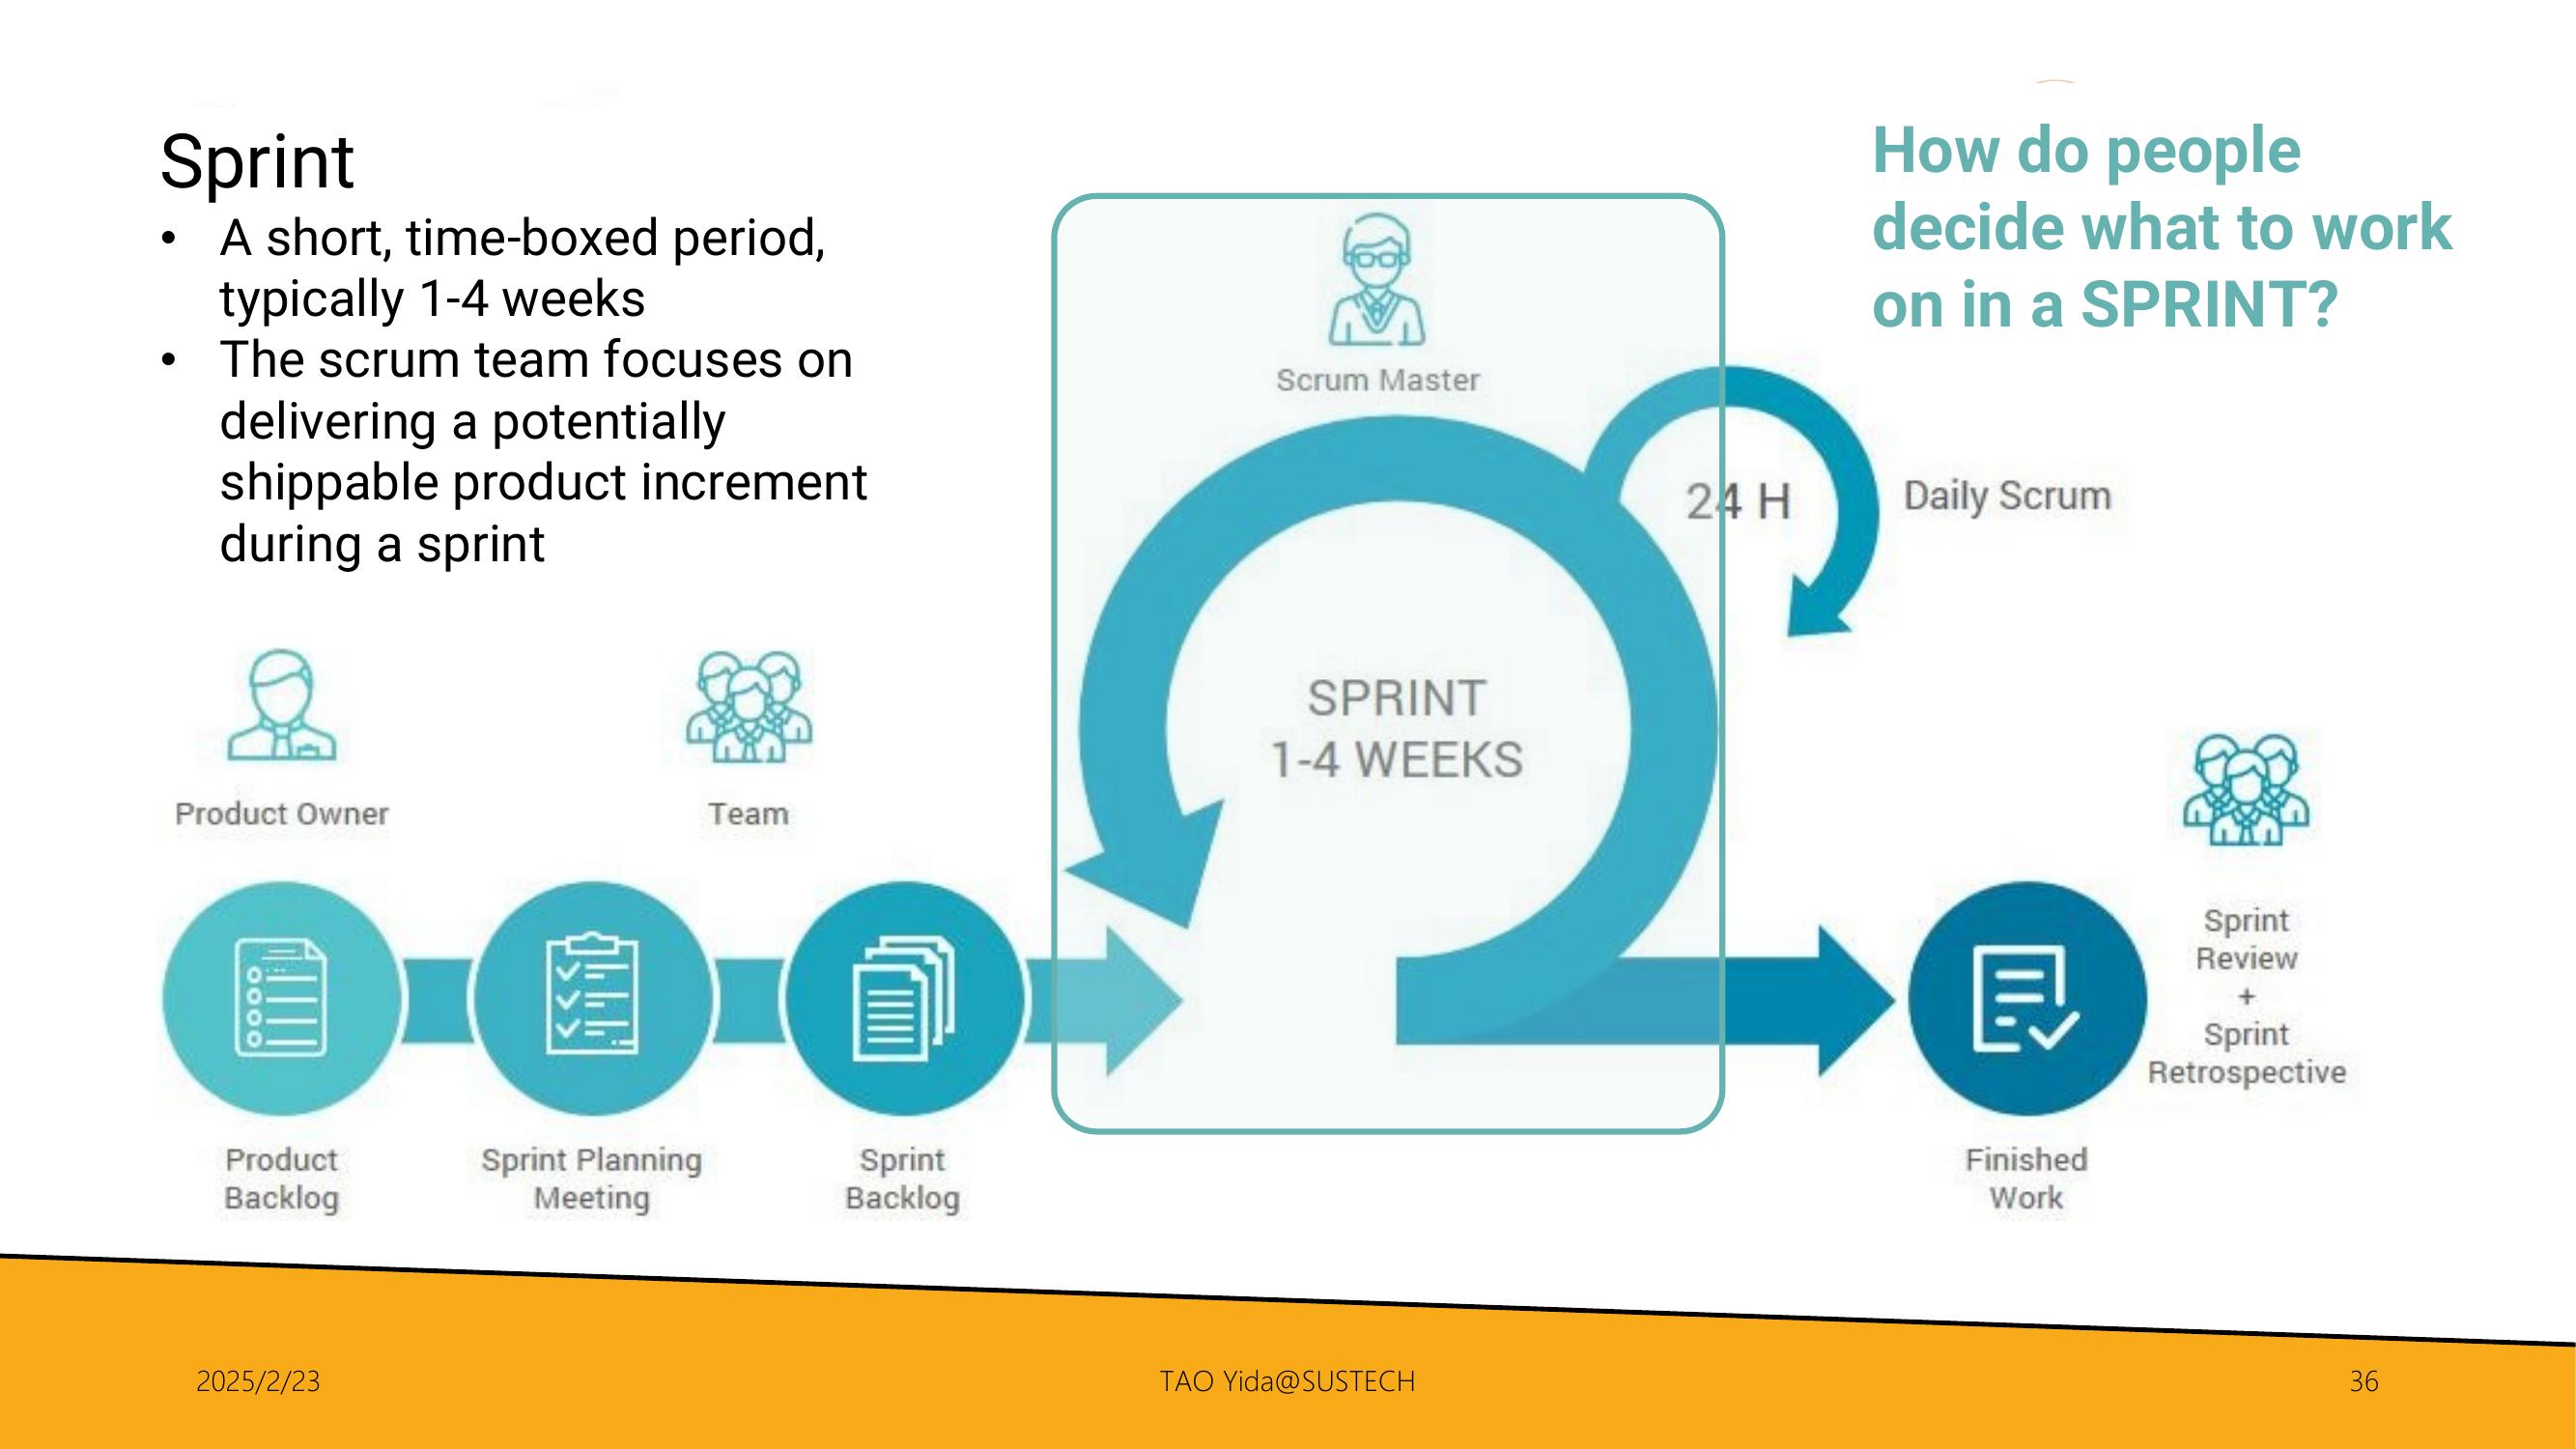 Sprint
• A short, time-boxed period,
typically 1-4 weeks
• The scrum team focuses on
delivering a potentially
shippable product increment
during a sprint
How do people
decide what to work
on in a SPRINT?
Scrum Master
24 H
Daily Scrum
SPRINT
1-4 WEEKS
Product Owner
Team
Sprint
Review
+
Sprint
Retrospective
Product
Backlog
Sprint Planning
Meeting
Sprint
Backlog
Finished
Work
2025/2/23
TAO Yida@SUSTECH
36